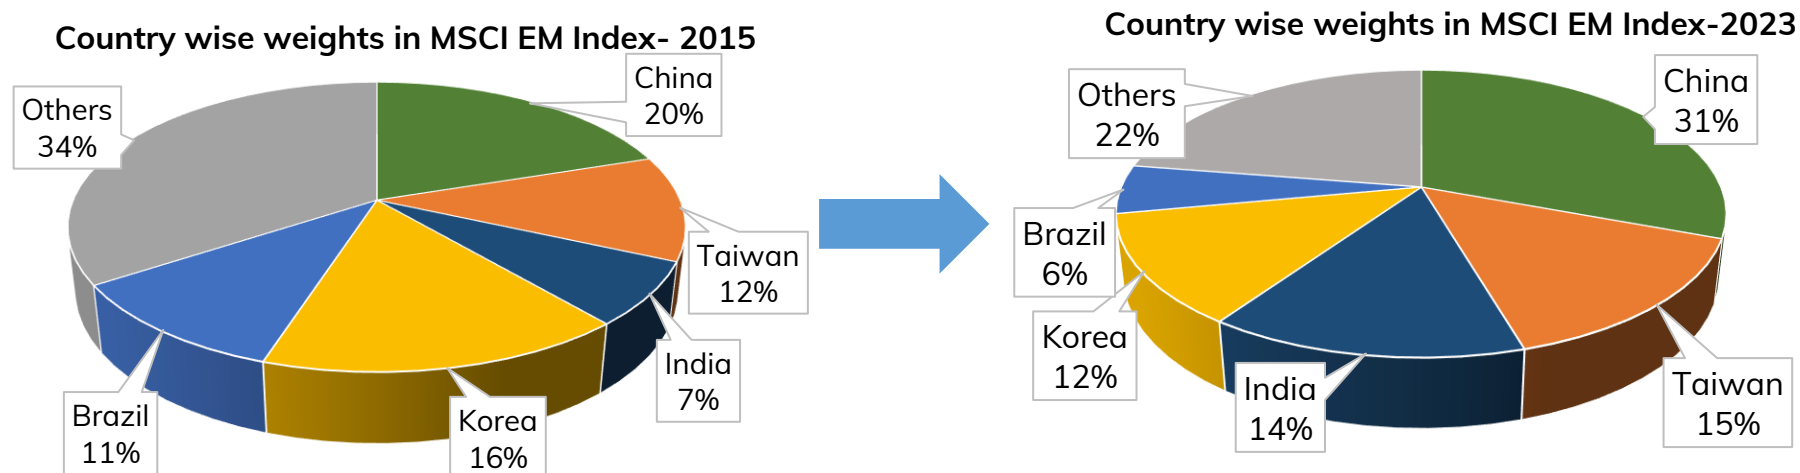 Country wise weights in MSCI EM Index- 2015
China
20%
Taiwan
12%
India
7%
Korea
16%
Brazil
11%
Others
34%
Country wise weights in MSCI EM Index-2023
China
31%
Taiwan
15%
India
14%
Korea
12%
Brazil
6%
Others
22%